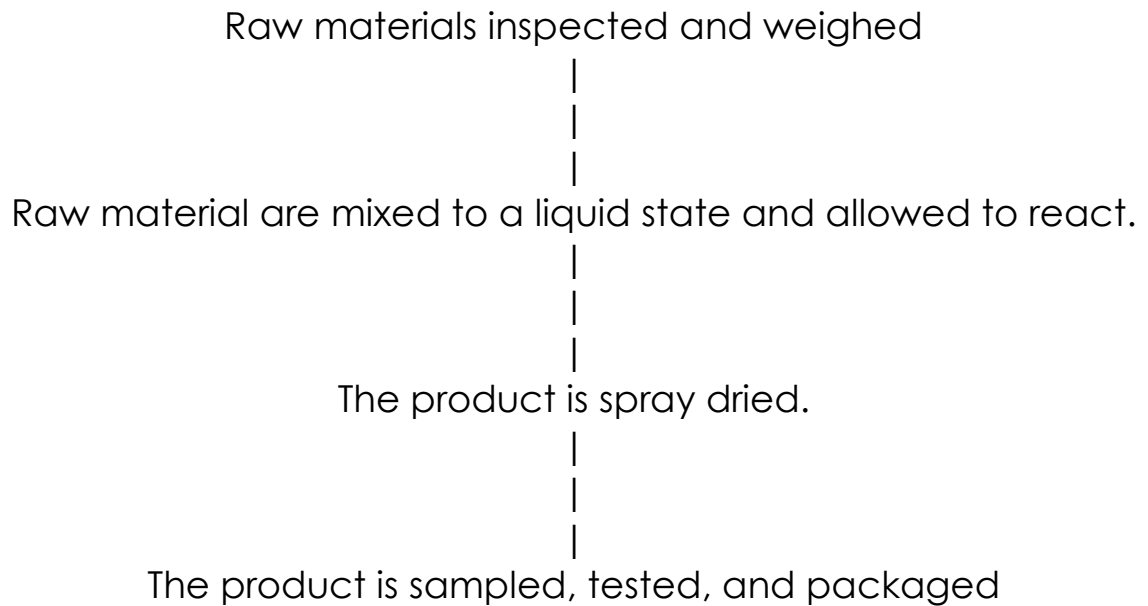 Raw materials inspected and weighed
|
|
|
Raw material are mixed to a liquid state and allowed to react.
|
|
|
The product is spray dried.
|
|
|
The product is sampled, tested, and packaged